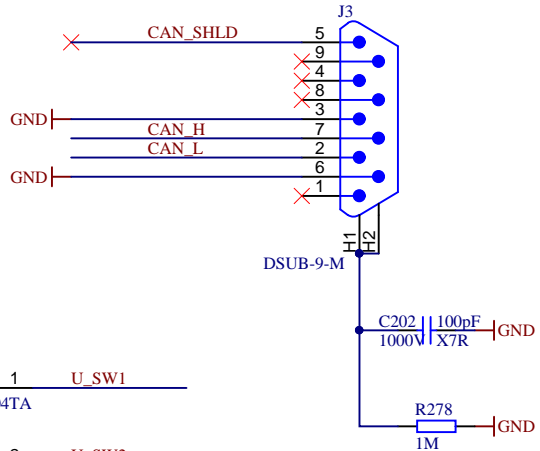 J3
CAN_SHLD 5
9
4
8
GND 3
CAN_H 7
CAN_L 2
GND 6
1
H1 H2
DSUB-9-M
C202 100pF
1000V X7R GND
1 U_SW1
4TA
R278
GND
1M